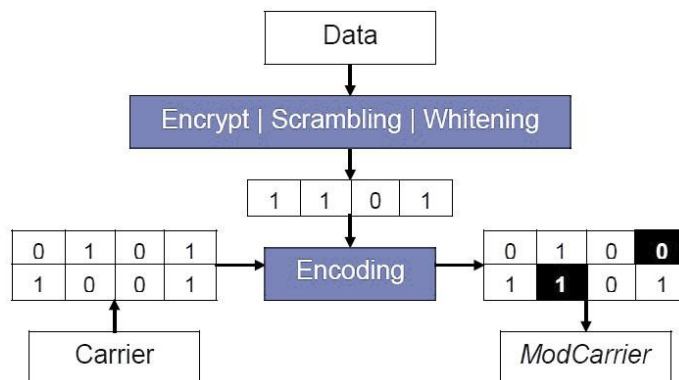 Data
Encrypt | Scrambling | Whitening
1 1 0 1
0 1 0 1
1 0 0 1
Encoding
0 1 0 0
1 1 0 1
Carrier
ModCarrier